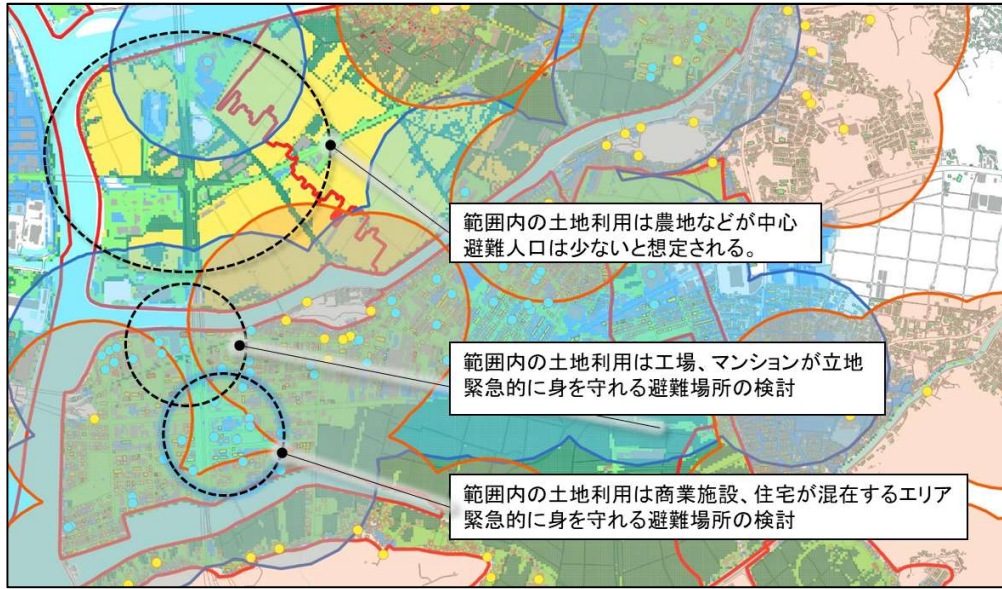 範囲内の土地利用は農地などが中心
避難人口は少ないと想定される。
範囲内の土地利用は工場、マンションが立地
緊急的に身を守れる避難場所の検討
範囲内の土地利用は商業施設、住宅が混在するエリア
緊急的に身を守れる避難場所の検討